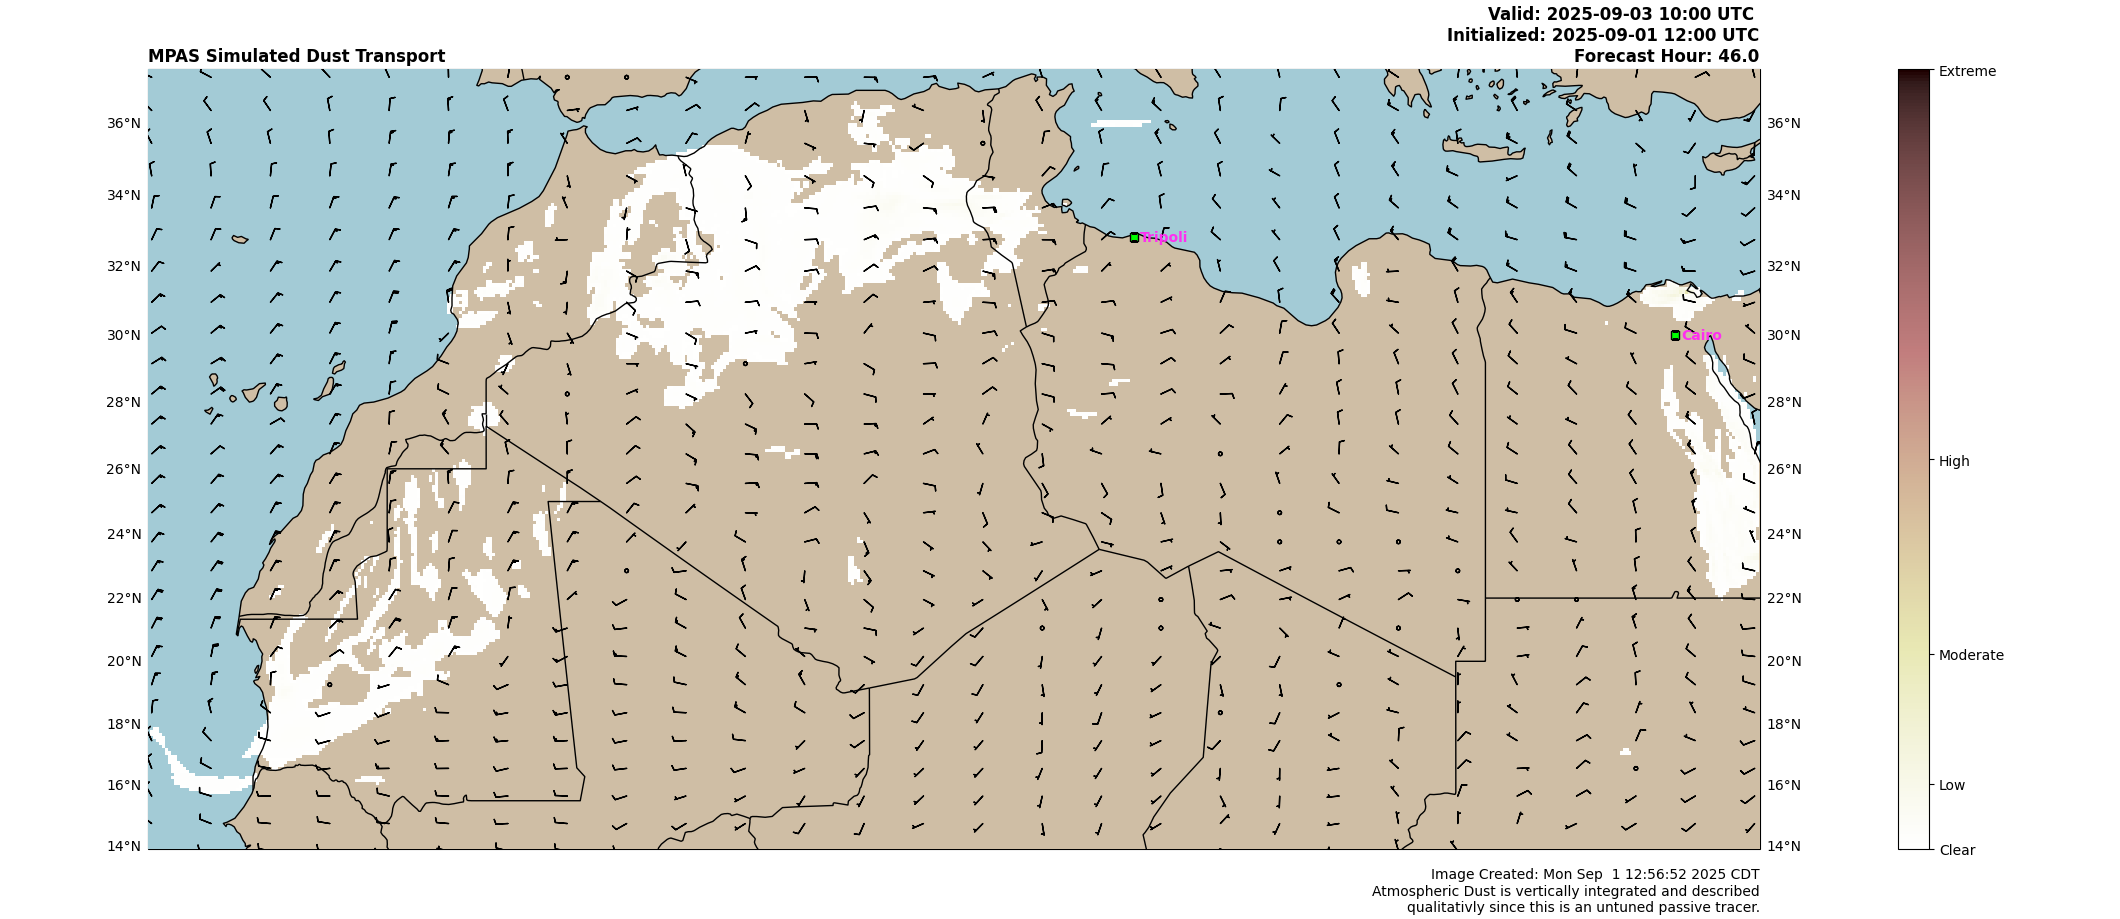 Valid: 2025-09-03 10:00 UTC
Initialized: 2025-09-01 12:00 UTC
MPAS Simulated Dust Transport
Forecast Hour: 46.0
Extreme
36°N
36°N
34°N
34°N
Tripoli
32°N
32°N
30°N
Cairo
30°N
28°N
28°N
26°N
26°N
High
24°N
24°N
22°N
22°N
20°N
20°N
Moderate
18°N
18°N
16°N
16°N
Low
14°N
14°N
Clear
Image Created: Mon Sep  1 12:56:52 2025 CDT
Atmospheric Dust is vertically integrated and described
qualitativly since this is an untuned passive tracer.